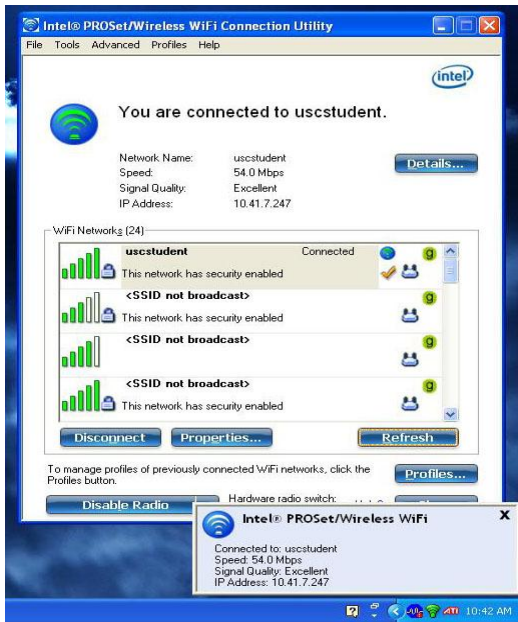 Intel® PROSet/Wireless WiFi Connection Utility
File Tools Advanced Profiles Help
intel
You are connected to uscstudent.
Network Name: uscstudent
Speed: 54.0 Mbps
Details...
Signal Quality: Excellent
IP Address: 10.41.7.247
WiFi Networks (24)
uscstudent Connected g
This network has security enabled
<SSID not broadcast> g
This network has security enabled
<SSID not broadcast> g
<SSID not broadcast> g
This network has security enabled
Disconnect Properties... Refresh
To manage profiles of previously connected WiFi networks, click the
Profiles button.
Profiles...
Disable Radio Hardware radio switch:
Intel® PROSet/Wireless WiFi X
Connected to: uscstudent
Speed: 54.0 Mbps
Signal Quality: Excellent
IP Address: 10.41.7.247
? ATI 10:42 AM